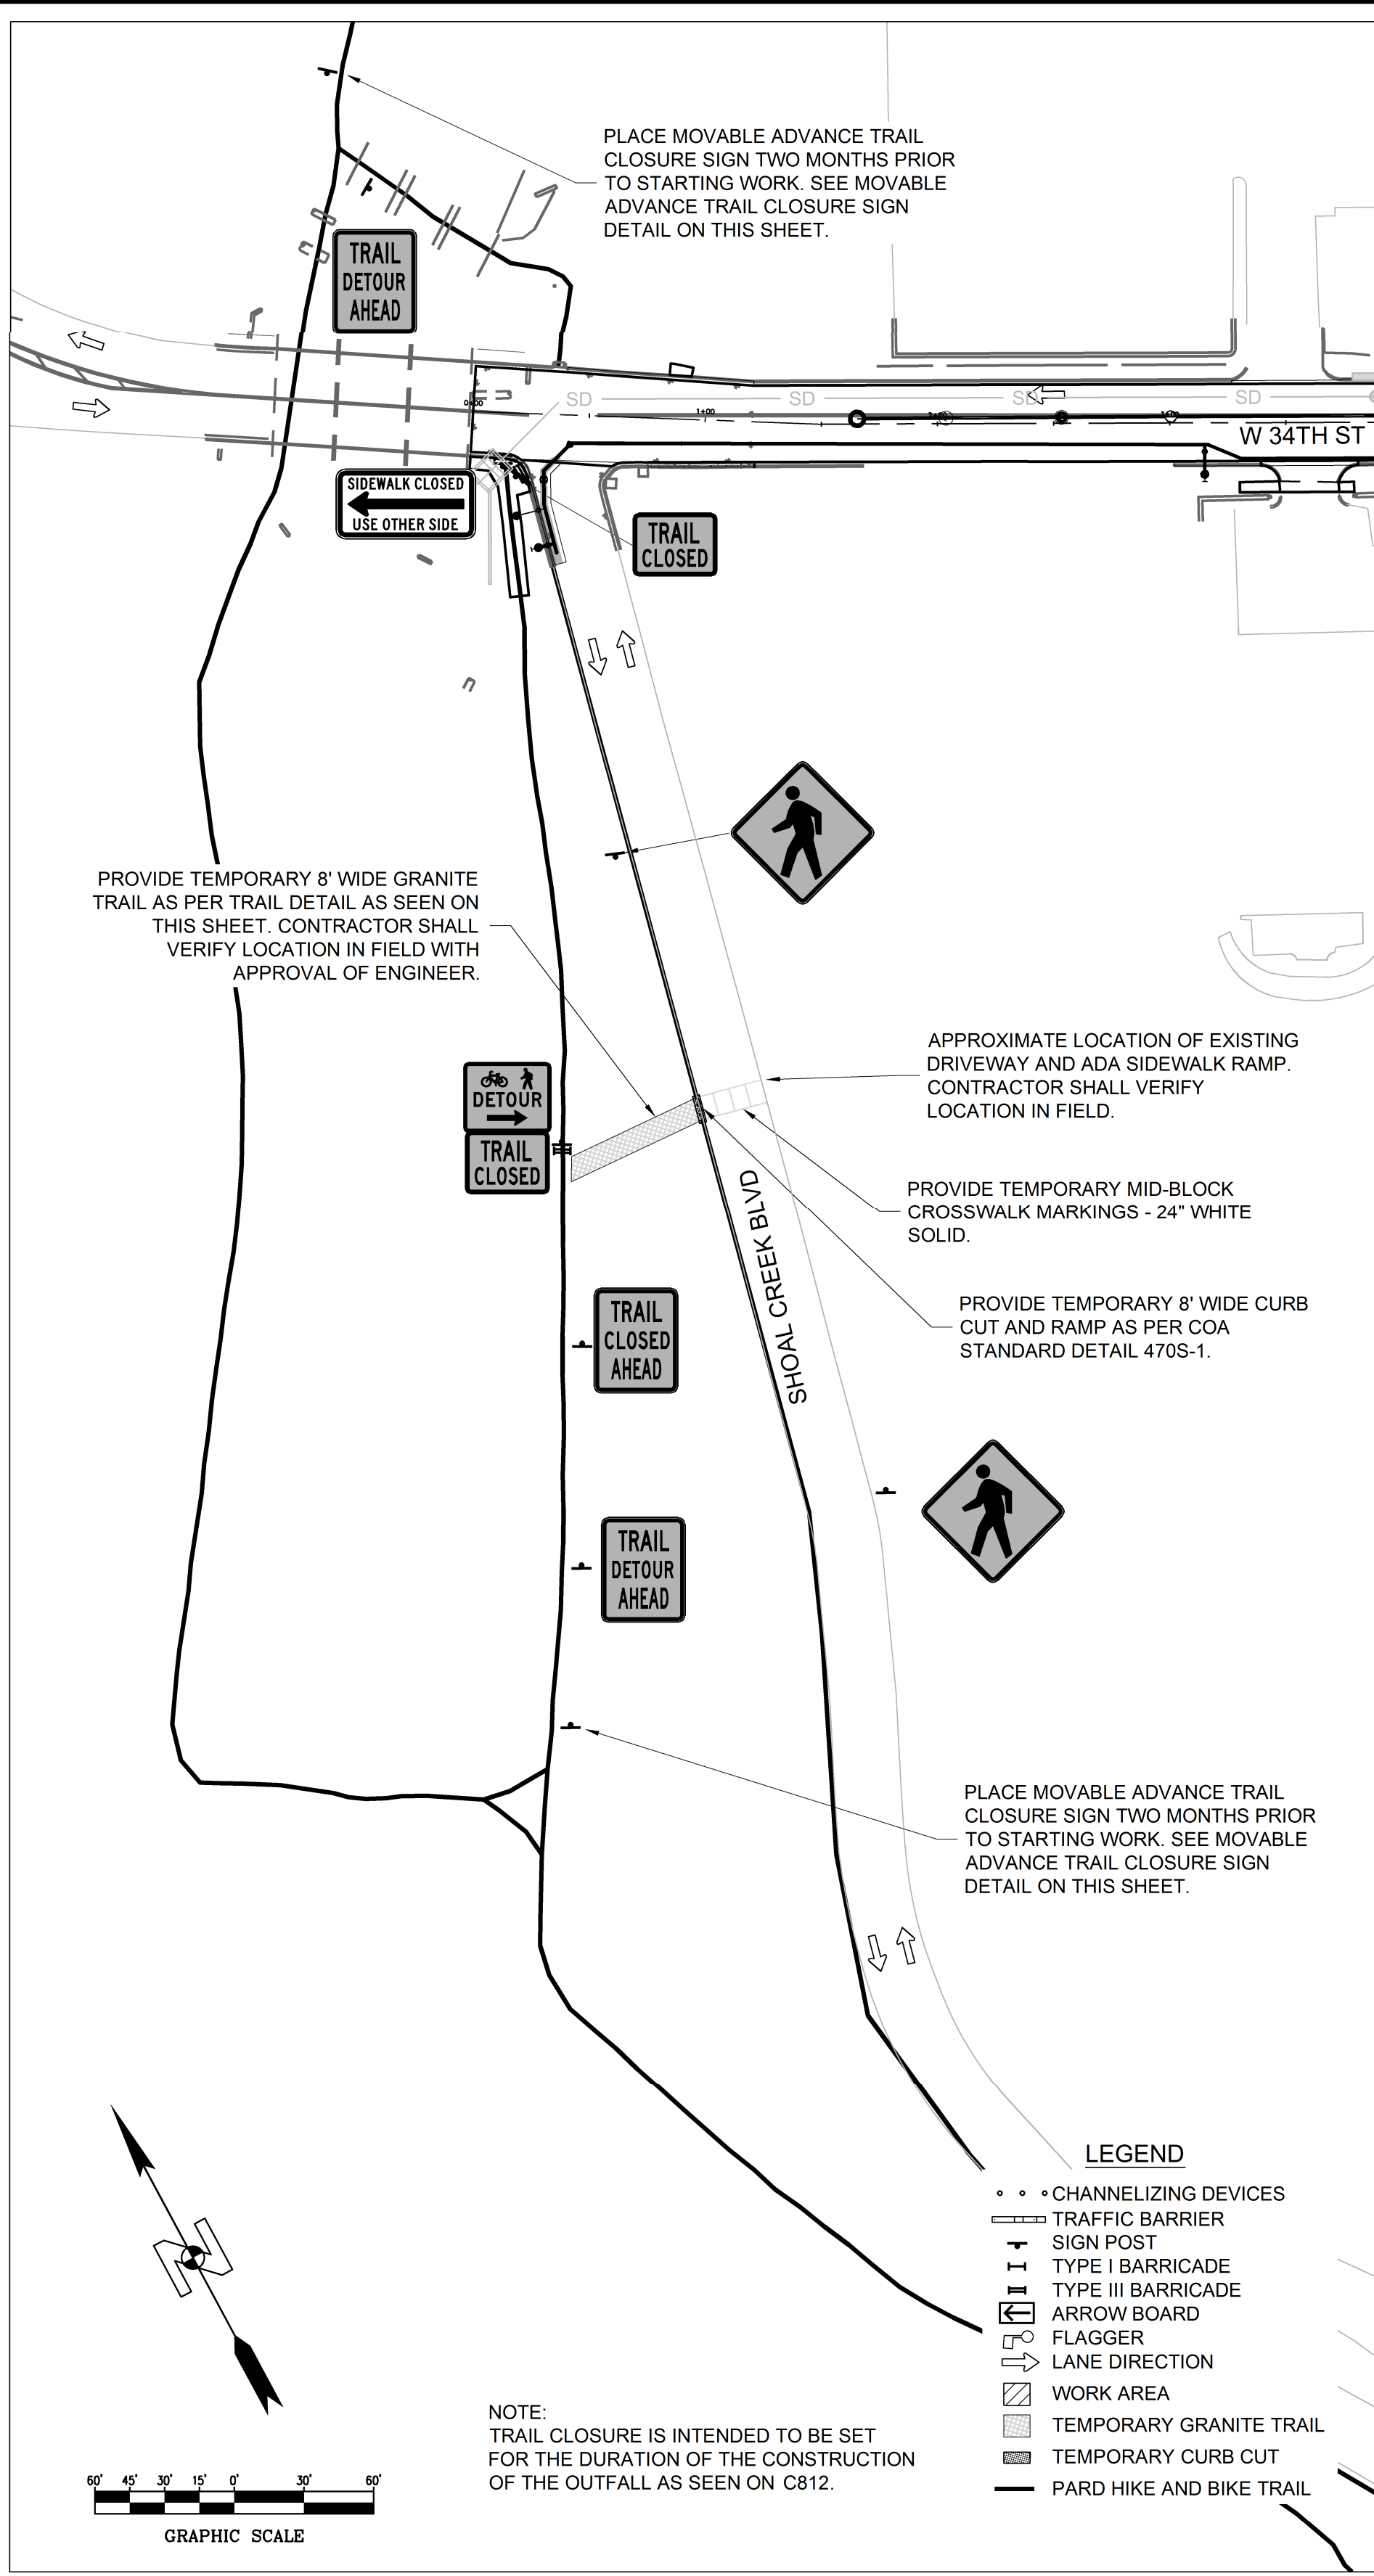 PLACE MOVABLE ADVANCE TRAIL
CLOSURE SIGN TWO MONTHS PRIOR
TO STARTING WORK. SEE MOVABLE
ADVANCE TRAIL CLOSURE SIGN
DETAIL ON THIS SHEET.
TRAIL
DETOUR
AHEAD
SD
SD
SD
SD
0+00
1+00
W 34TH ST
SIDEWALK CLOSED
USE OTHER SIDE
TRAIL
CLOSED
PROVIDE TEMPORARY 8' WIDE GRANITE
TRAIL AS PER TRAIL DETAIL AS SEEN ON
THIS SHEET. CONTRACTOR SHALL
VERIFY LOCATION IN FIELD WITH
APPROVAL OF ENGINEER.
APPROXIMATE LOCATION OF EXISTING
DRIVEWAY AND ADA SIDEWALK RAMP.
CONTRACTOR SHALL VERIFY
LOCATION IN FIELD.
DETOUR
TRAIL
CLOSED
PROVIDE TEMPORARY MID-BLOCK
CROSSWALK MARKINGS - 24" WHITE
SOLID.
SHOAL CREEK BLVD
PROVIDE TEMPORARY 8' WIDE CURB
CUT AND RAMP AS PER COA
STANDARD DETAIL 470S-1.
TRAIL
CLOSED
AHEAD
TRAIL
DETOUR
AHEAD
PLACE MOVABLE ADVANCE TRAIL
CLOSURE SIGN TWO MONTHS PRIOR
TO STARTING WORK. SEE MOVABLE
ADVANCE TRAIL CLOSURE SIGN
DETAIL ON THIS SHEET.
N
LEGEND
CHANNELIZING DEVICES
TRAFFIC BARRIER
SIGN POST
TYPE I BARRICADE
TYPE III BARRICADE
ARROW BOARD
FLAGGER
LANE DIRECTION
WORK AREA
TEMPORARY GRANITE TRAIL
TEMPORARY CURB CUT
PARD HIKE AND BIKE TRAIL
NOTE:
TRAIL CLOSURE IS INTENDED TO BE SET
FOR THE DURATION OF THE CONSTRUCTION
OF THE OUTFALL AS SEEN ON C812.
60' 45' 30' 15' 0' 30' 60'
GRAPHIC SCALE